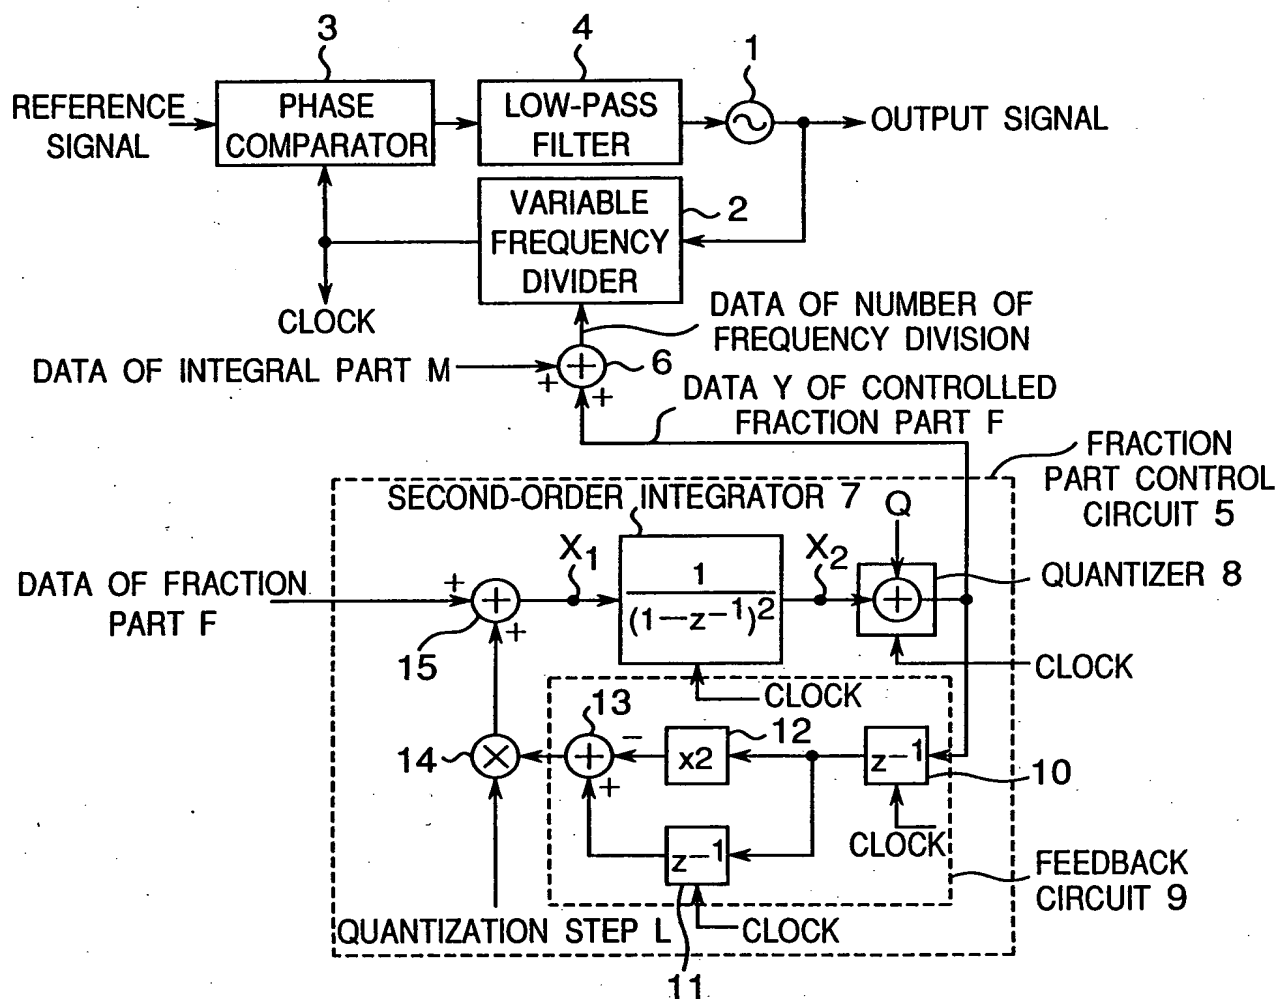 3
4
1
REFERENCE
SIGNAL
PHASE
COMPARATOR
LOW-PASS
FILTER
OUTPUT SIGNAL
VARIABLE
FREQUENCY
DIVIDER
2
CLOCK
DATA OF NUMBER OF
FREQUENCY DIVISION
DATA OF INTEGRAL PART M
+
+
+
6
DATA Y OF CONTROLLED
FRACTION PART F
FRACTION
PART CONTROL
CIRCUIT 5
SECOND-ORDER INTEGRATOR 7
Q
X1
X2
DATA OF FRACTION
PART F
+
+
+
15
1
(1-z-1)2
+
QUANTIZER 8
CLOCK
CLOCK
13
12
14
×
+
-
+
x2
z-1
10
CLOCK
z-1
FEEDBACK
CIRCUIT 9
QUANTIZATION STEP L
CLOCK
11